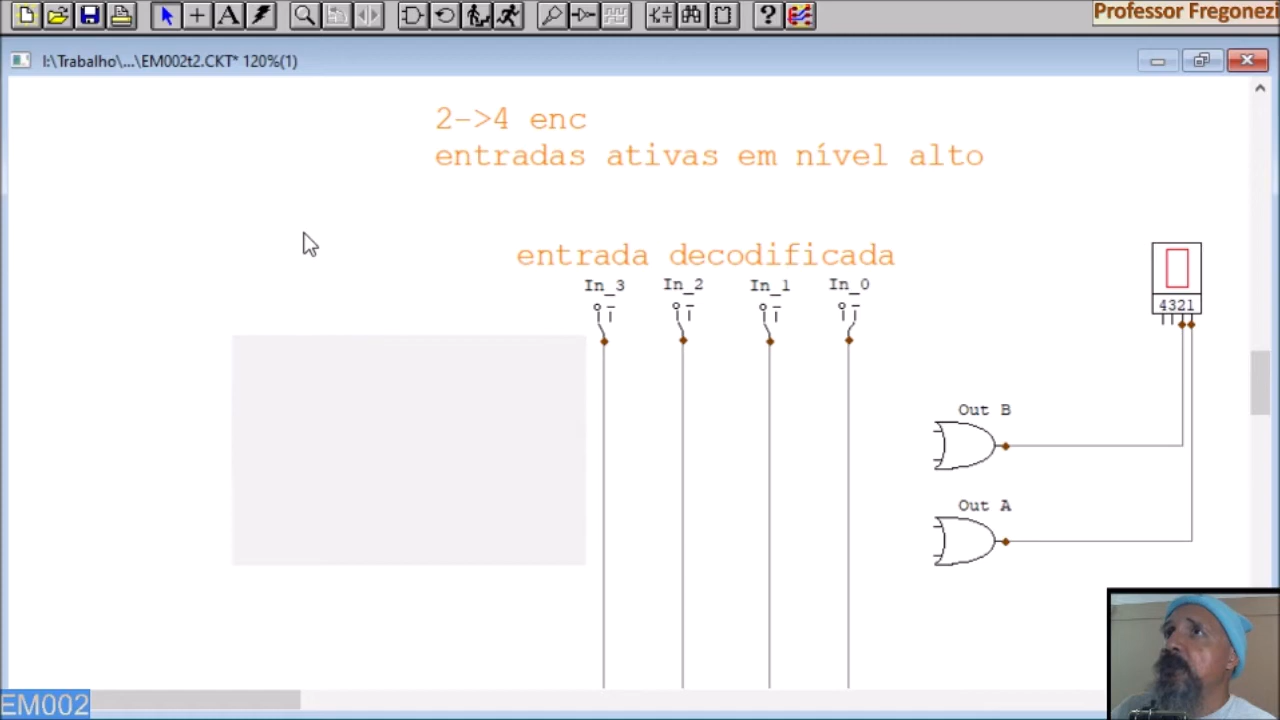 Professor Fregonezi
I:\Trabalho\...\EM002t2.CKT* 120%(1)
2->4 enc
entradas ativas em nível alto
entrada decodificada
In_3 In_2 In_1 In_0
4321
Out B
Out A
EM002